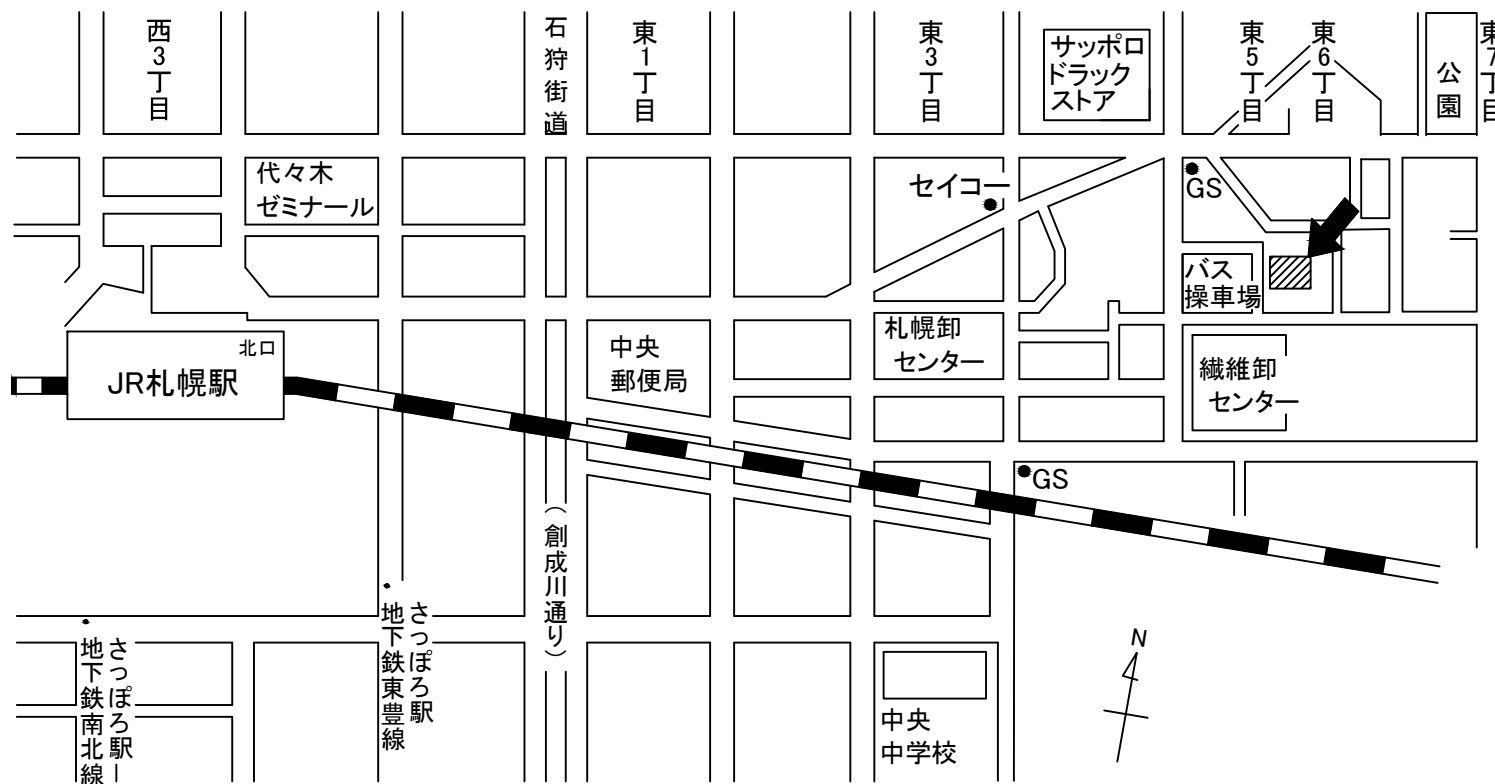 西3丁目
石狩街道
東1丁目
東3丁目
サッポロ
ドラック
ストア
東5丁目
東6丁目
公園
東7丁目
代々木
ゼミナール
セイコー
GS
バス
操車場
北口
JR札幌駅
中央
郵便局
札幌卸
センター
繊維卸
センター
GS
(創成川通り)
さっぽろ駅
地下鉄東豊線
さっぽろ駅
地下鉄南北線
中央
中学校
N